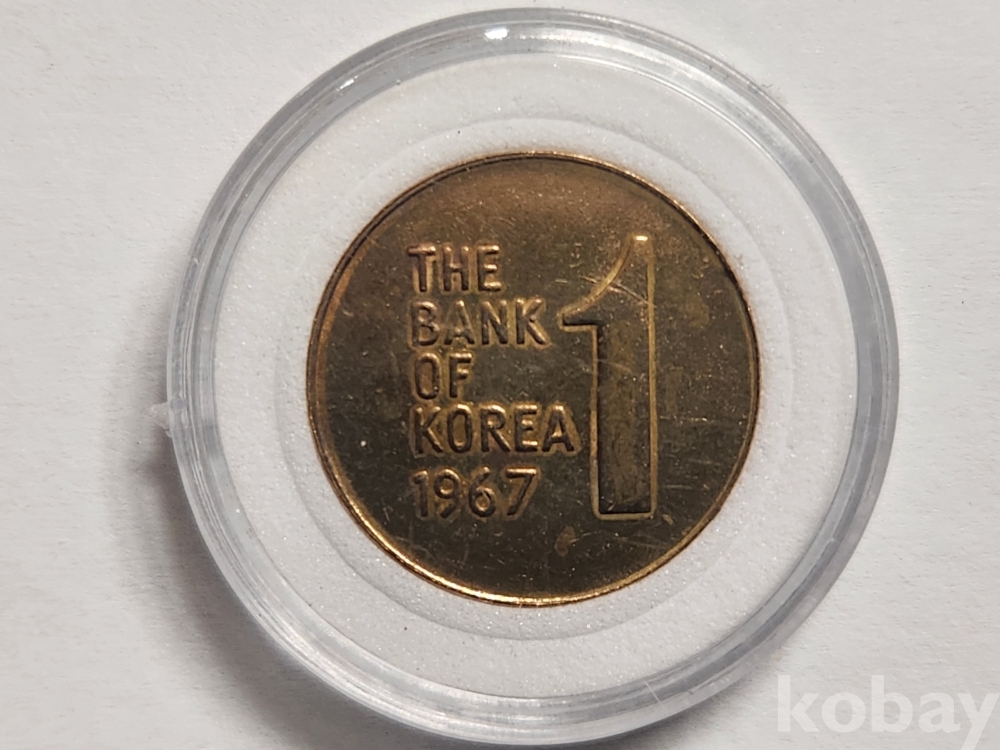 THE
BANK
OF
KOREA
1967
1
kobay